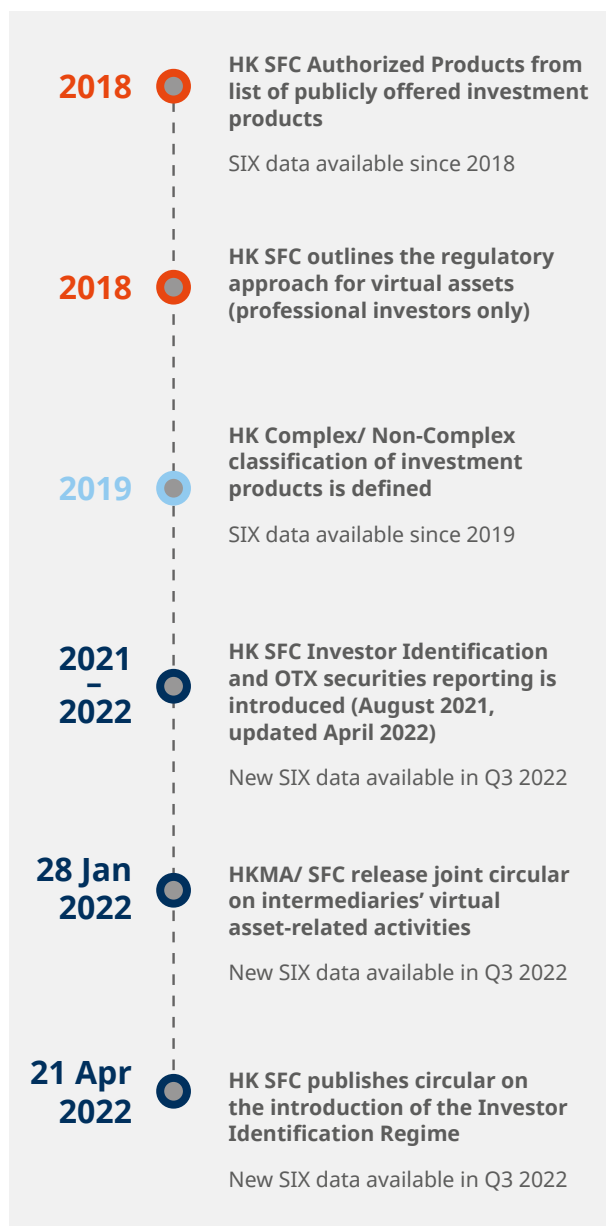 2018
HK SFC Authorized Products from
list of publicly offered investment
products
SIX data available since 2018
2018
HK SFC outlines the regulatory
approach for virtual assets
(professional investors only)
2019
HK Complex/ Non-Complex
classification of investment
products is defined
SIX data available since 2019
2021
–
2022
HK SFC Investor Identification
and OTX securities reporting is
introduced (August 2021,
updated April 2022)
New SIX data available in Q3 2022
28 Jan
2022
HKMA/ SFC release joint circular
on intermediaries’ virtual
asset-related activities
New SIX data available in Q3 2022
21 Apr
2022
HK SFC publishes circular on
the introduction of the Investor
Identification Regime
New SIX data available in Q3 2022